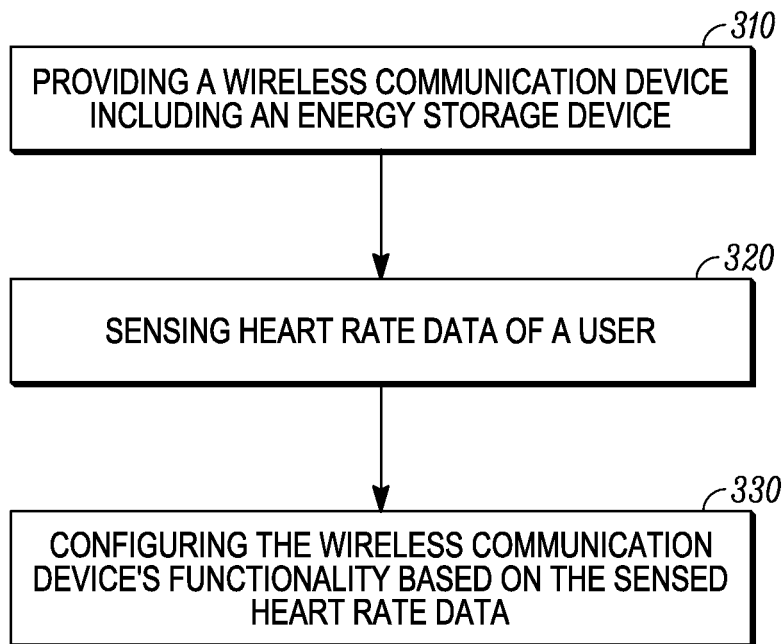 310
PROVIDING A WIRELESS COMMUNICATION DEVICE
INCLUDING AN ENERGY STORAGE DEVICE
320
SENSING HEART RATE DATA OF A USER
330
CONFIGURING THE WIRELESS COMMUNICATION
DEVICE'S FUNCTIONALITY BASED ON THE SENSED
HEART RATE DATA